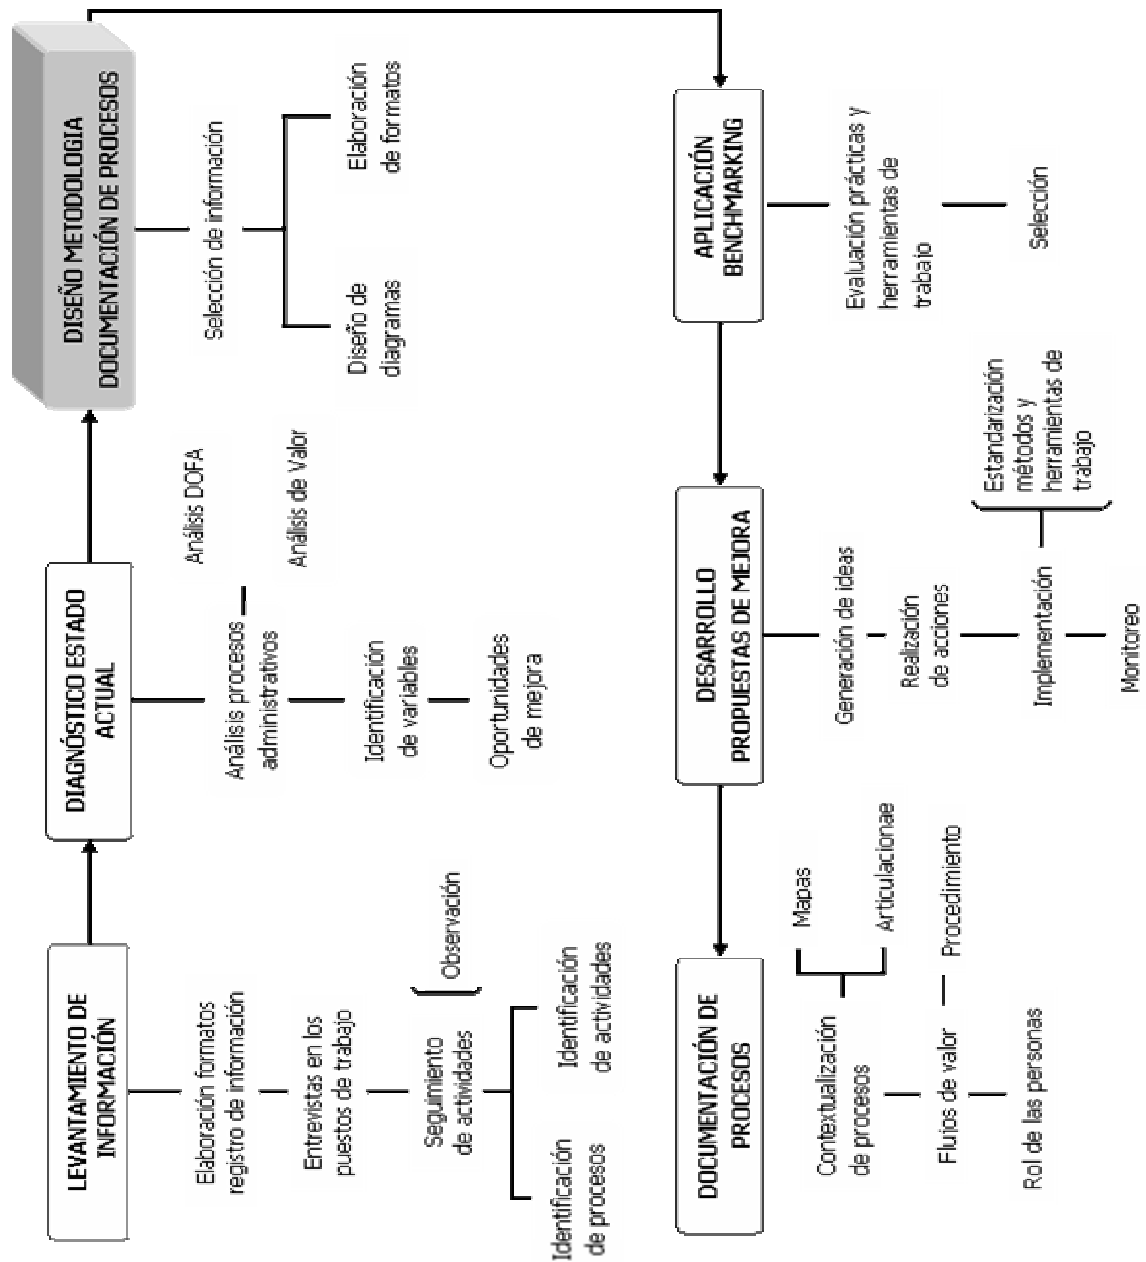 LEVANTAMIENTO DE
INFORMACIÓN
Elaboración formatos
registro de información
Entrevistas en los
puestos de trabajo
Seguimiento
de actividades
Observación
Identificación
de procesos
Identificación
de actividades
DIAGNÓSTICO ESTADO
ACTUAL
Análisis procesos
administrativos
Análisis DOFA
Análisis de Valor
Identificación
de variables
Oportunidades
de mejora
DISEÑO METODOLOGIA
DOCUMENTACIÓN DE PROCESOS
Selección de información
Diseño de
diagramas
Elaboración
de formatos
APLICACIÓN
BENCHMARKING
Evaluación prácticas y
herramientas de
trabajo
Selección
DESARROLLO
PROPUESTAS DE MEJORA
Generación de ideas
Realización
de acciones
Implementación
Estandarización
métodos y
herramientas de
trabajo
Monitoreo
DOCUMENTACIÓN DE
PROCESOS
Contextualización
de procesos
Mapas
Articulacionae
Flujos de valor
Procedimiento
Rol de las personas